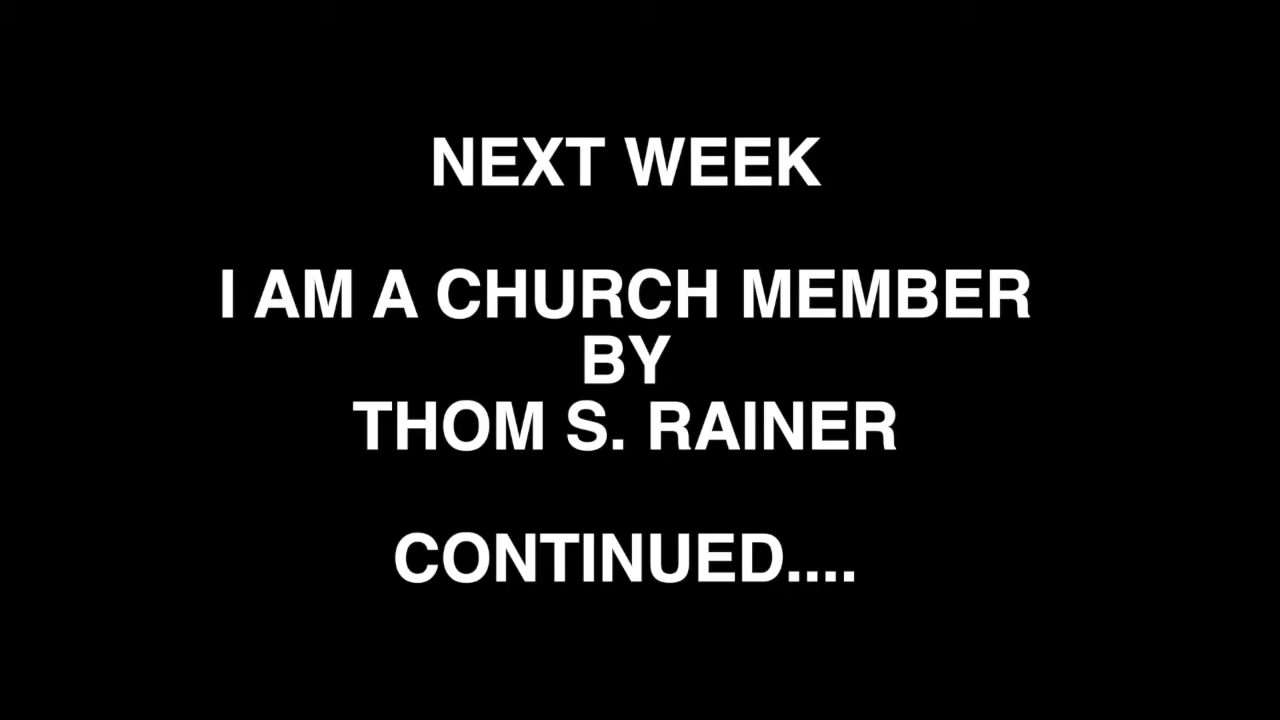 NEXT WEEK
I AM A CHURCH MEMBER
BY
THOM S. RAINER
CONTINUED....